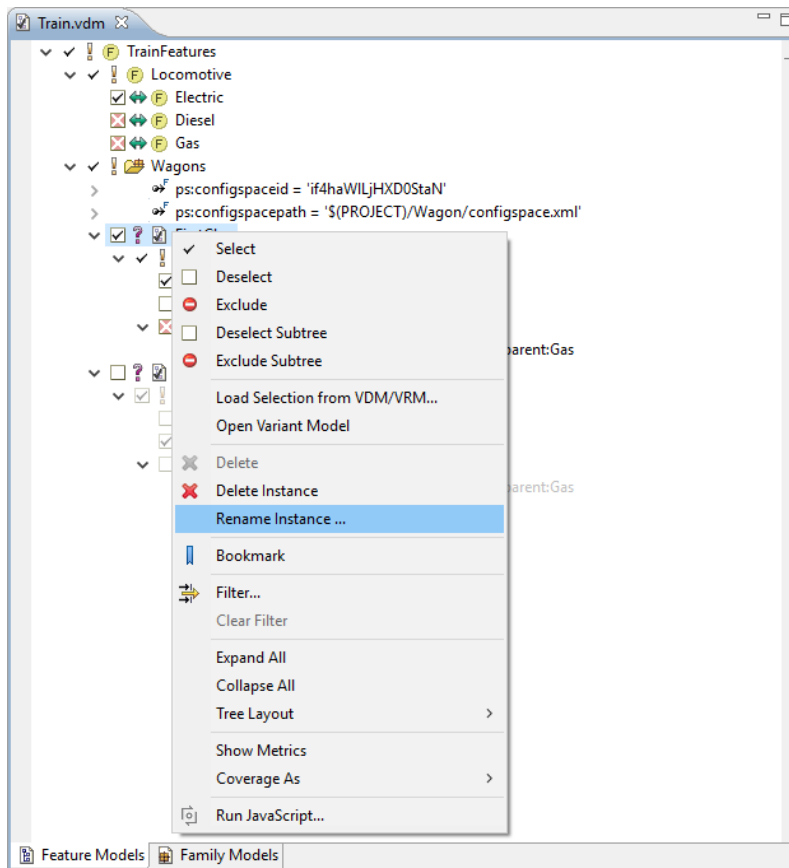 Train.vdm
TrainFeatures
Locomotive
Electric
Diesel
Gas
Wagons
ps:configspaceid = 'if4haWlLjHXD0StaN'
ps:configspacepath = '$(PROJECT)/Wagon/configspace.xml'
Select
Deselect
Exclude
Deselect Subtree
parent:Gas
Exclude Subtree
Load Selection from VDM/VRM...
Open Variant Model
Delete
Delete Instance
parent:Gas
Rename Instance ...
Bookmark
Filter...
Clear Filter
Expand All
Collapse All
Tree Layout
Show Metrics
Coverage As
Run JavaScript...
Feature Models Family Models